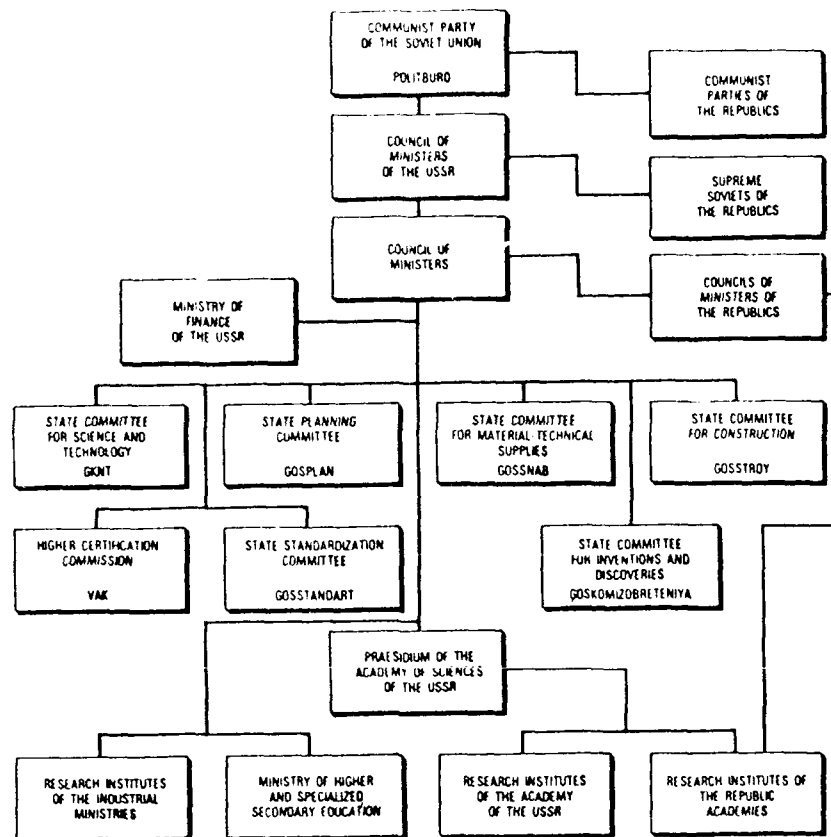 COMMUNIST PARTY
OF THE SOVIET UNION
POLITBURO
COMMUNIST
PARTIES OF
THE REPUBLICS
COUNCIL OF
MINISTERS
OF THE USSR
SUPREME
SOVIETS OF
THE REPUBLICS
COUNCIL OF
MINISTERS
COUNCILS OF
MINISTERS OF
THE REPUBLICS
MINISTRY OF
FINANCE
OF THE USSR
STATE COMMITTEE
FOR SCIENCE AND
TECHNOLOGY
GKNT
STATE PLANNING
COMMITTEE
GOSPLAN
STATE COMMITTEE
FOR MATERIAL-TECHNICAL
SUPPLIES
GOSSNAB
STATE COMMITTEE
FOR CONSTRUCTION
GOSSTROY
HIGHER CERTIFICATION
COMMISSION
VAK
STATE STANDARDIZATION
COMMITTEE
GOSSTANDART
STATE COMMITTEE
FOR INVENTIONS AND
DISCOVERIES
GOSKOMIZOBRETENIYA
PRAESIDIUM OF THE
ACADEMY OF SCIENCES
OF THE USSR
RESEARCH INSTITUTES
OF THE INDUSTRIAL
MINISTRIES
MINISTRY OF HIGHER
AND SPECIALIZED
SECONDARY EDUCATION
RESEARCH INSTITUTES
OF THE ACADEMY
OF THE USSR
RESEARCH INSTITUTES OF
THE REPUBLIC
ACADEMIES